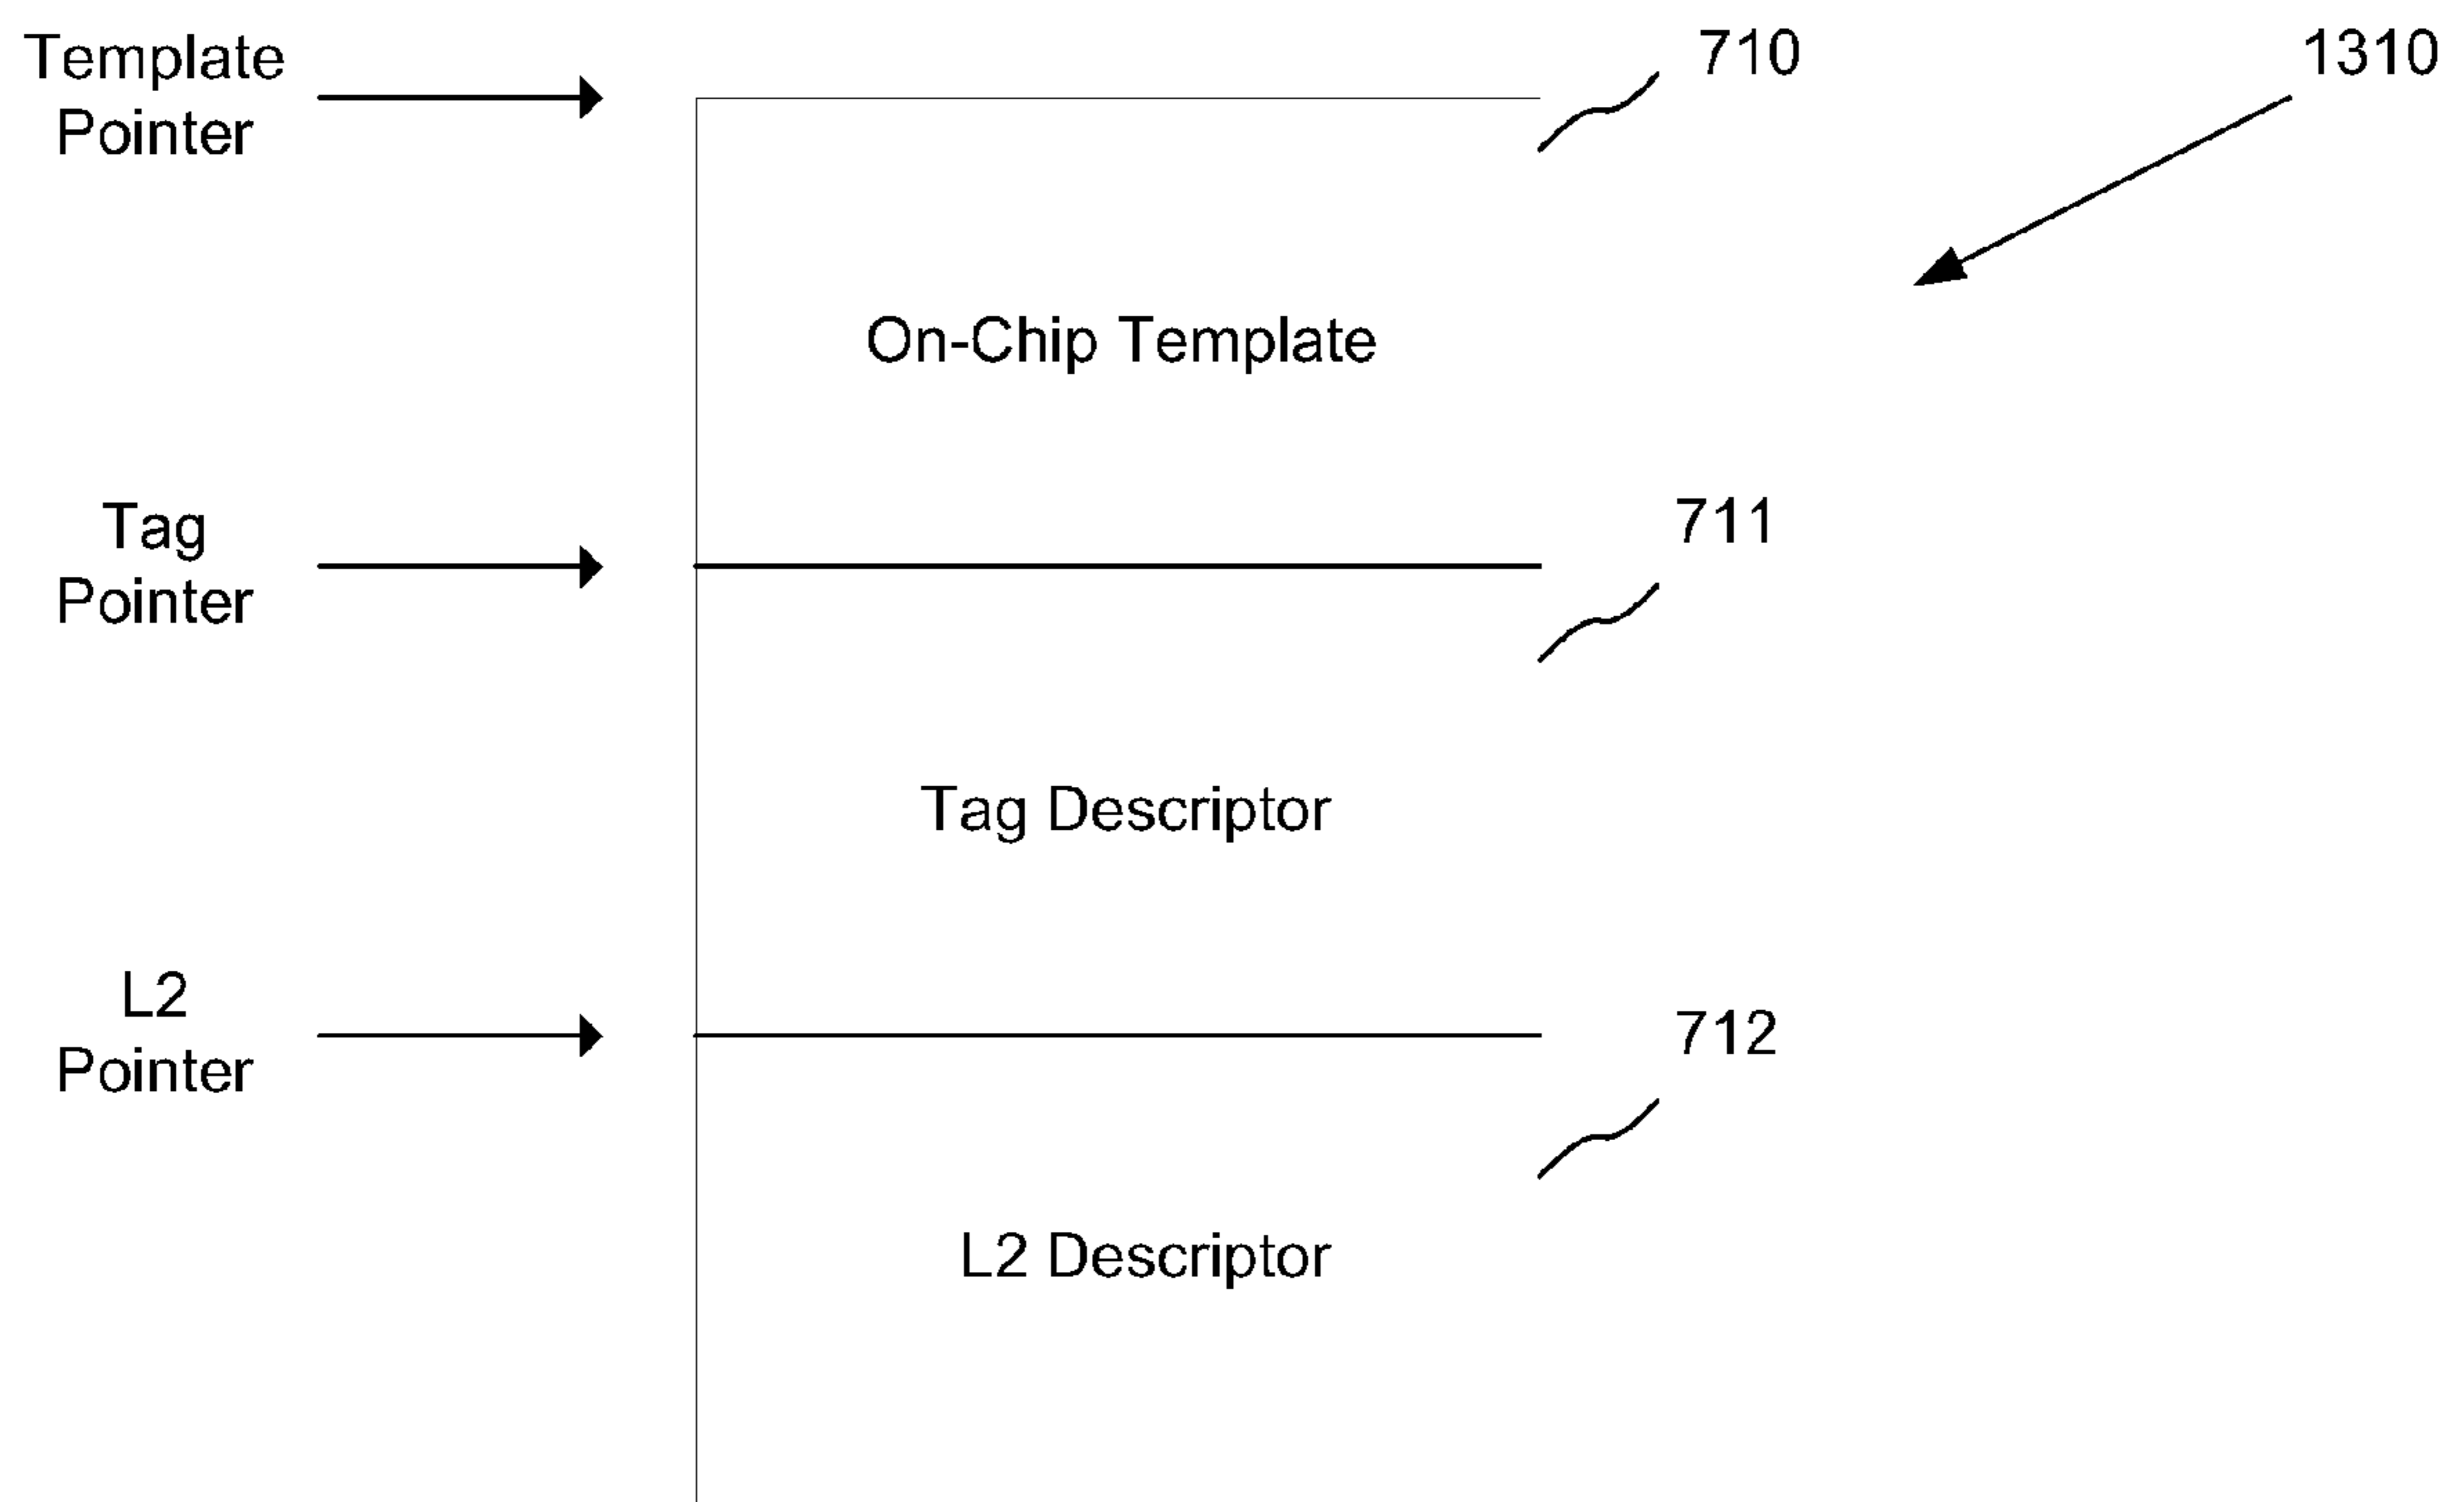 Template
Pointer
710
1310
On-Chip Template
Tag
Pointer
711
Tag Descriptor
L2
Pointer
712
L2 Descriptor